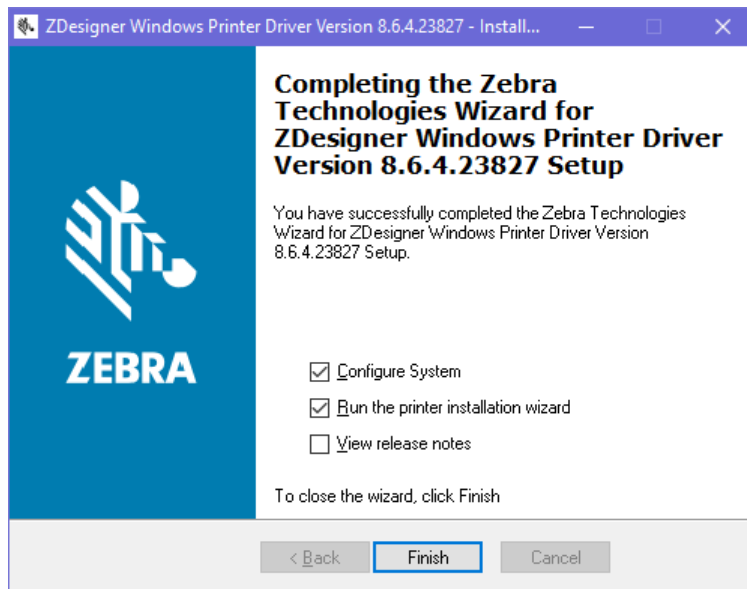 ZDesigner Windows Printer Driver Version 8.6.4.23827 - Install...
Completing the Zebra
Technologies Wizard for
ZDesigner Windows Printer Driver
Version 8.6.4.23827 Setup
You have successfully completed the Zebra Technologies
Wizard for ZDesigner Windows Printer Driver Version
8.6.4.23827 Setup.
ZEBRA
Configure System
Run the printer installation wizard
View release notes
To close the wizard, click Finish
< Back
Finish
Cancel